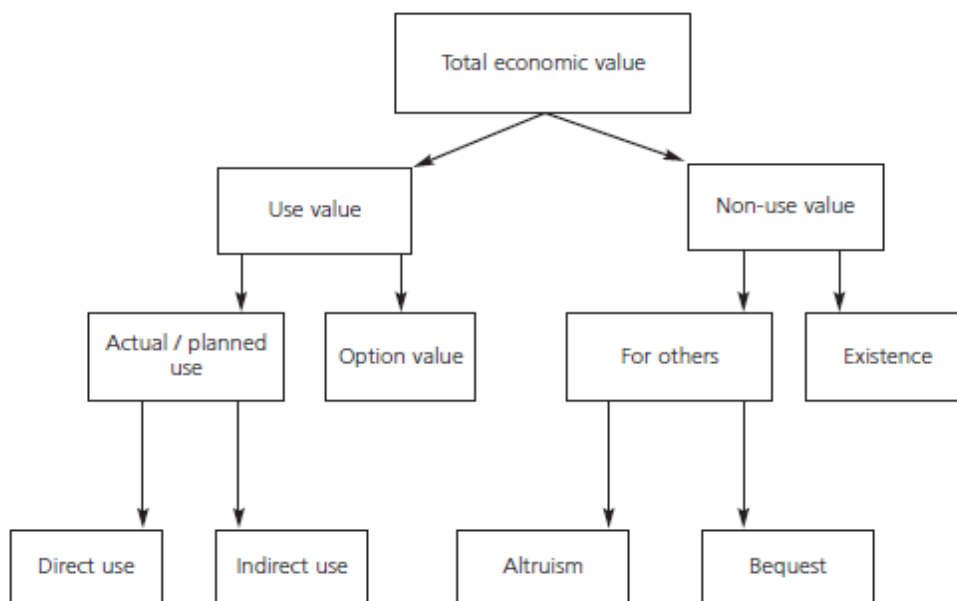 Total economic value
Use value
Non-use value
Actual / planned
use
Option value
For others
Existence
Direct use
Indirect use
Altruism
Bequest